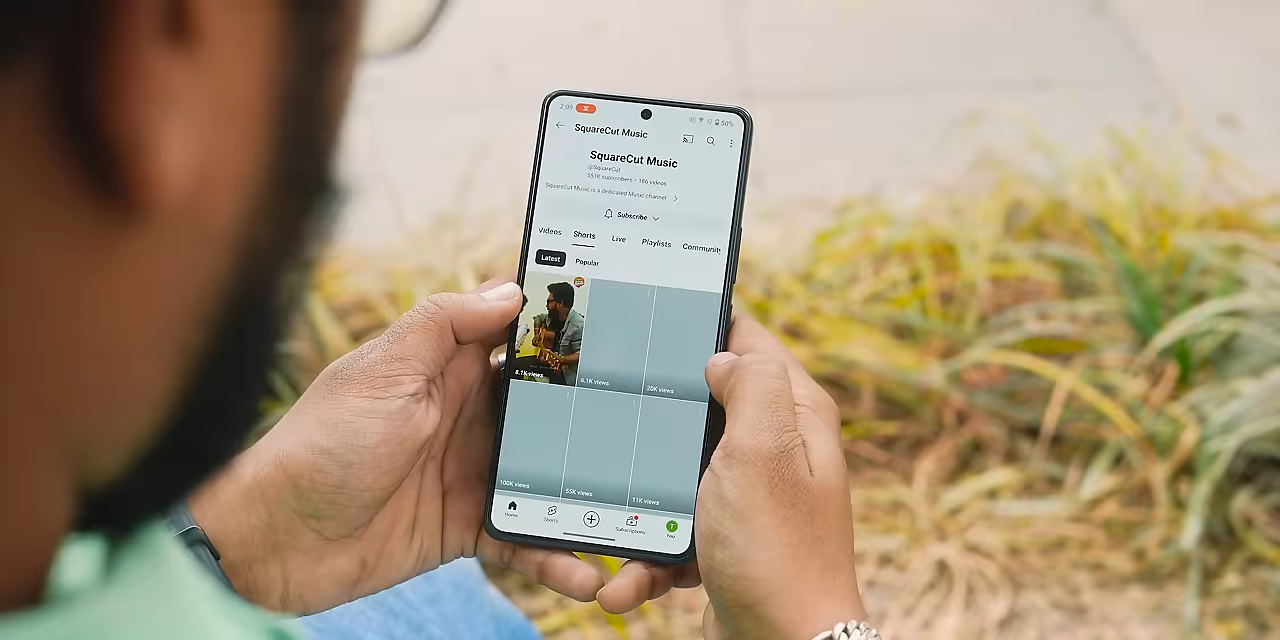 2:09 50%
SquareCut Music
SquareCut Music
@SquareCut
551K subscribers • 186 videos
SquareCut Music is a dedicated Music channel
Subscribe
Videos Shorts Live Playlists Community
Latest Popular
8.1K views 6.1K views 20K views
100K views 55K views 11K views
Home Shorts Subscriptions You
T